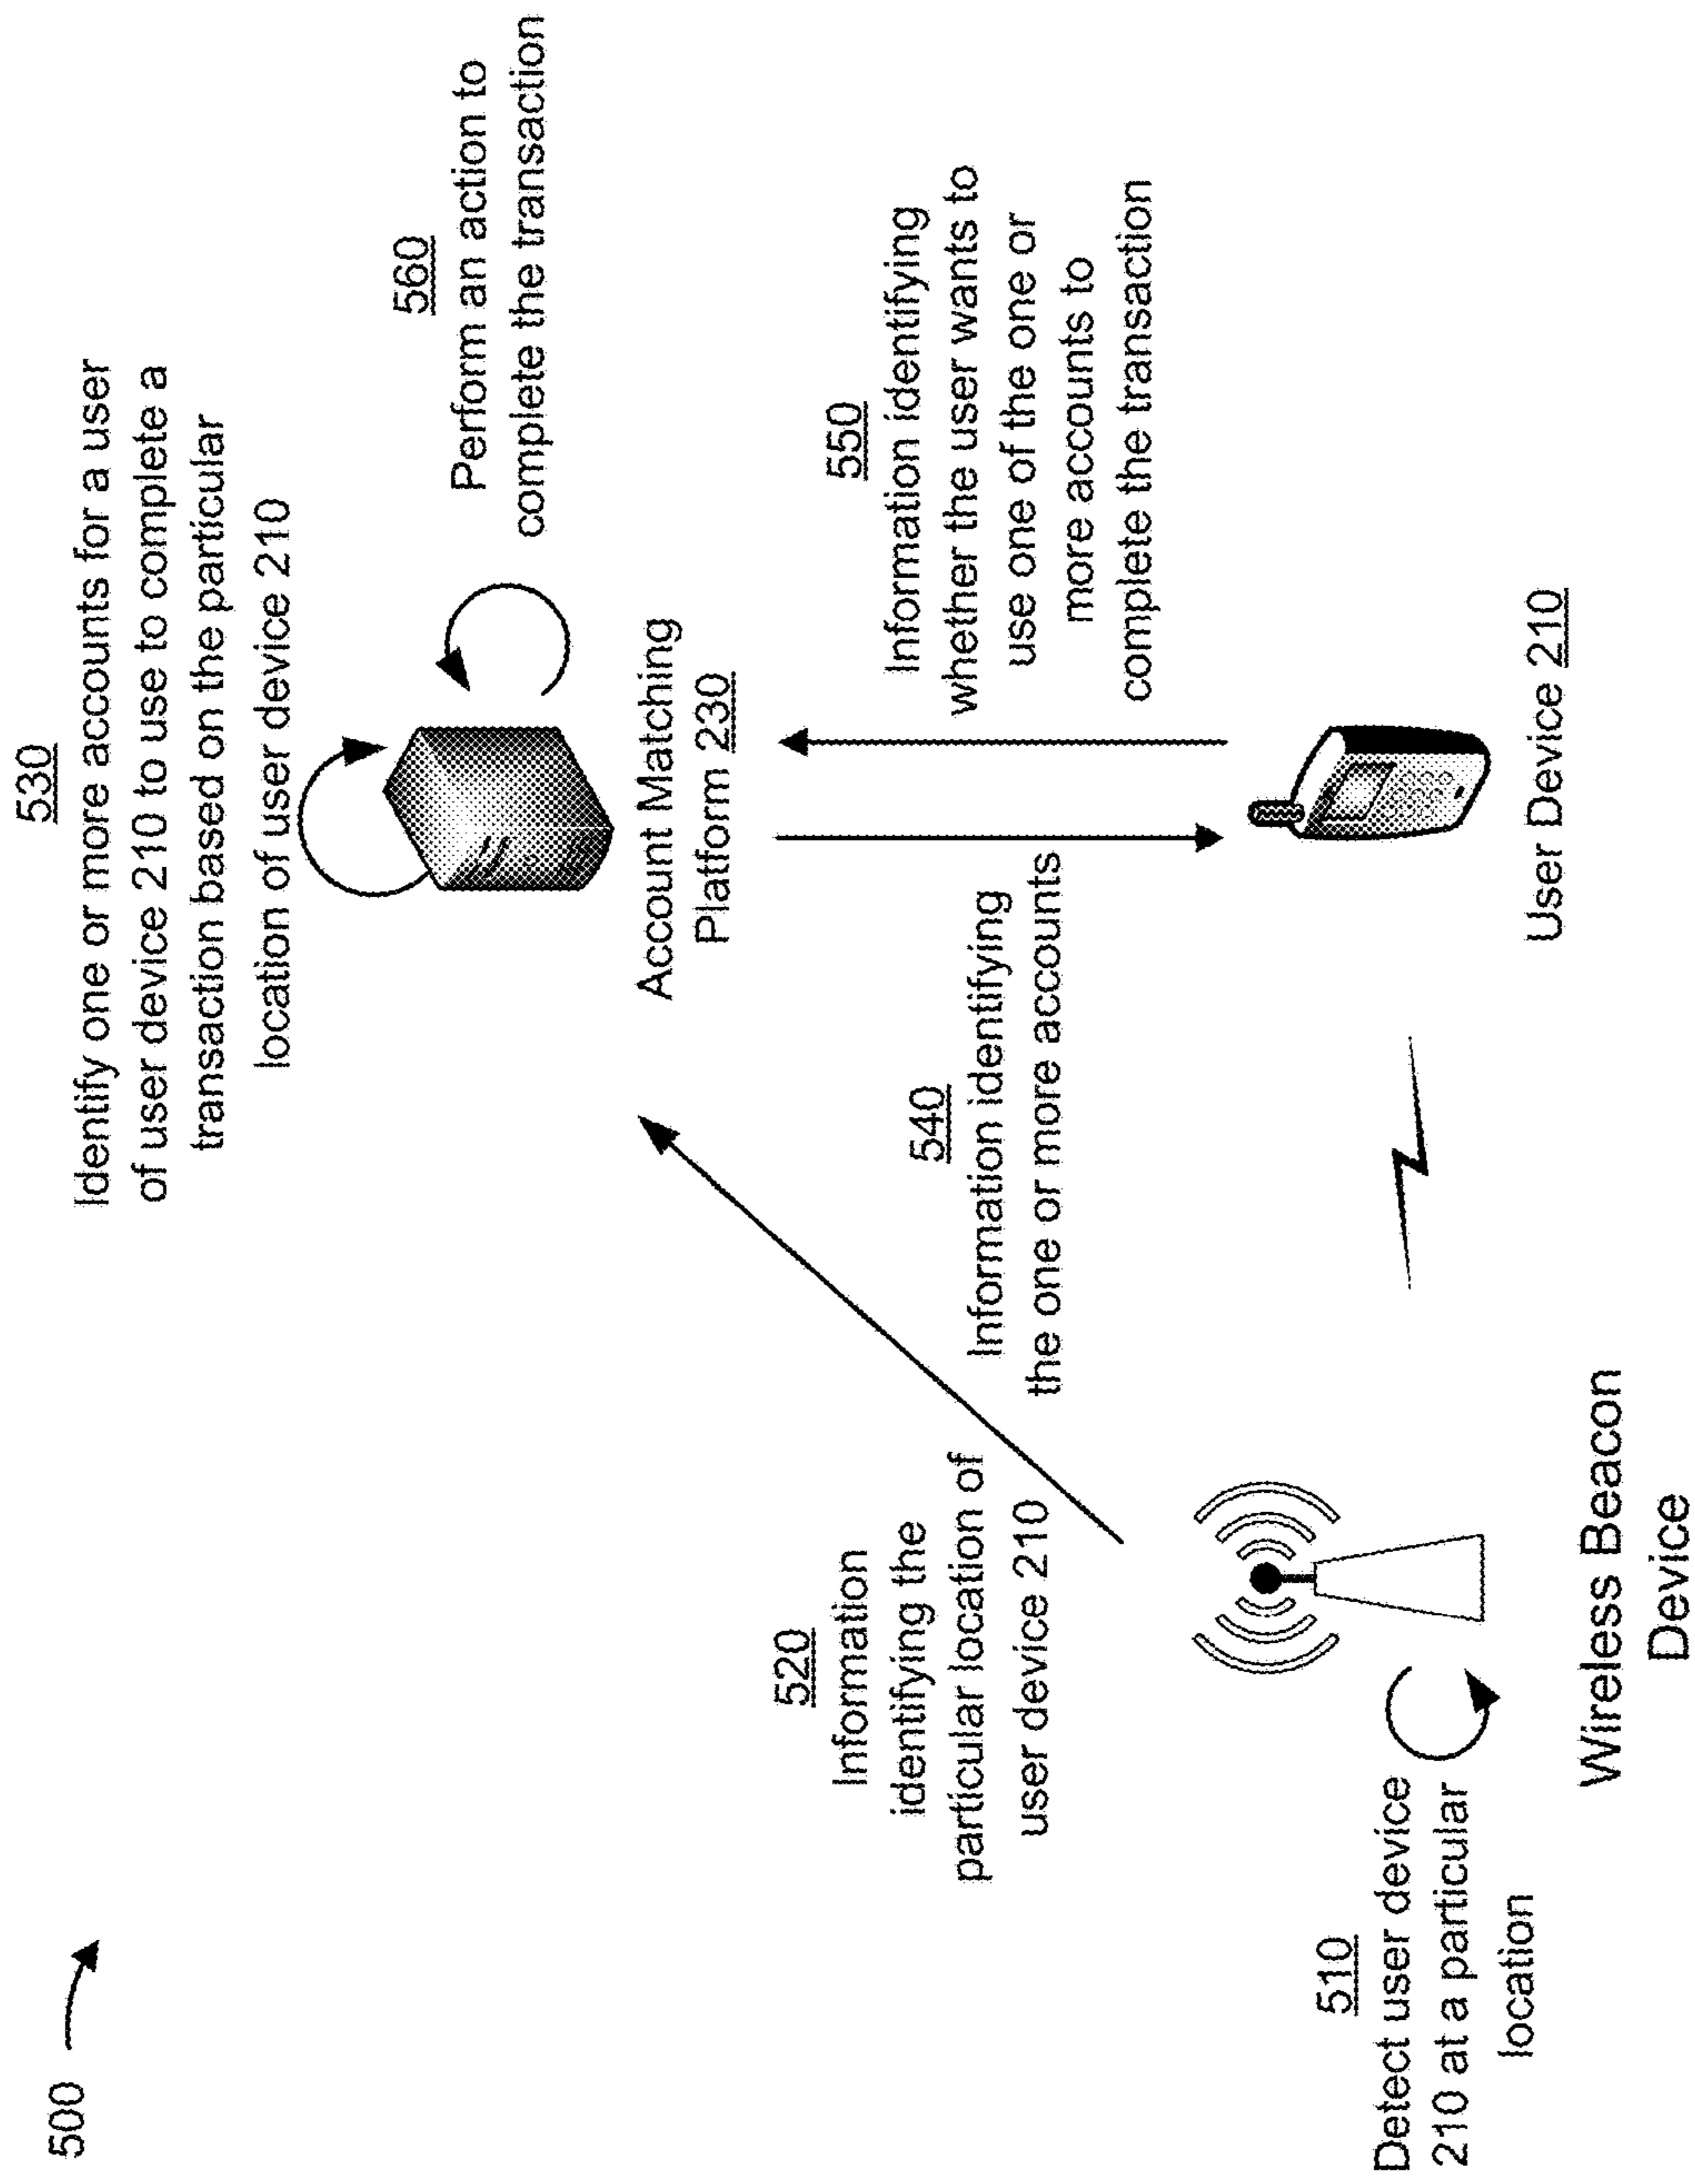 500
530
Identify one or more accounts for a user
of user device 210 to use to complete a
transaction based on the particular
location of user device 210
560
Perform an action to
complete the transaction
Account Matching
Platform 230
520
Information
identifying the
particular location of
user device 210
540
Information identifying
the one or more accounts
550
Information identifying
whether the user wants to
use one of the one or
more accounts to
complete the transaction
510
Detect user device
210 at a particular
location
Wireless Beacon
Device
User Device 210